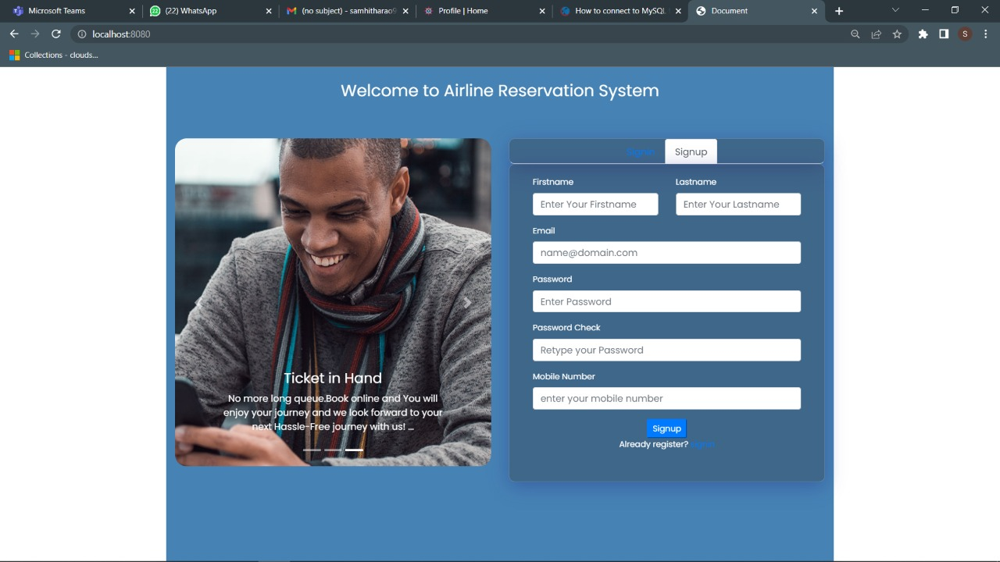 Microsoft Teams
(22) WhatsApp
(no subject) - samhitharao9
Profile | Home
How to connect to MySQL
Document
localhost:8080
S
Collections - clouds...
Welcome to Airline Reservation System
Signin
Signup
Firstname
Lastname
Enter Your Firstname
Enter Your Lastname
Email
name@domain.com
Password
Enter Password
Password Check
Retype your Password
Mobile Number
enter your mobile number
Signup
Already register? Signin
Ticket in Hand
No more long queue.Book online and You will
enjoy your journey and we look forward to your
next Hassle-Free journey with us! ...